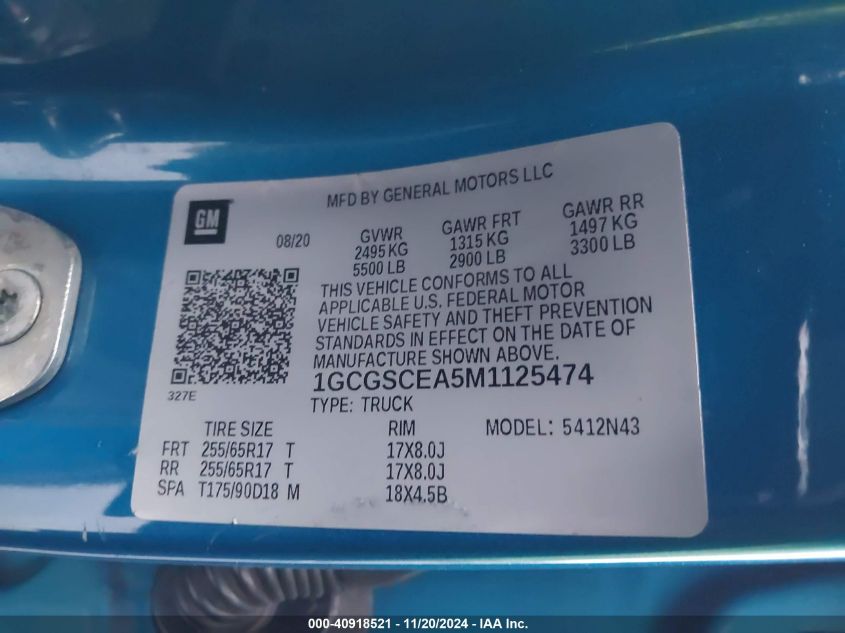 MFD BY GENERAL MOTORS LLC
GM
08/20
GVWR GAWR FRT GAWR RR
2495 KG 1315 KG 1497 KG
5500 LB 2900 LB 3300 LB
THIS VEHICLE CONFORMS TO ALL
APPLICABLE U.S. FEDERAL MOTOR
VEHICLE SAFETY AND THEFT PREVENTION
STANDARDS IN EFFECT ON THE DATE OF
MANUFACTURE SHOWN ABOVE.
327E
1GCGSCEA5M1125474
TYPE: TRUCK
TIRE SIZE RIM MODEL: 5412N43
FRT 255/65R17 T 17X8.0J
RR 255/65R17 T 17X8.0J
SPA T175/90D18 M 18X4.5B
000-40918521 - 11/20/2024 - IAA Inc.